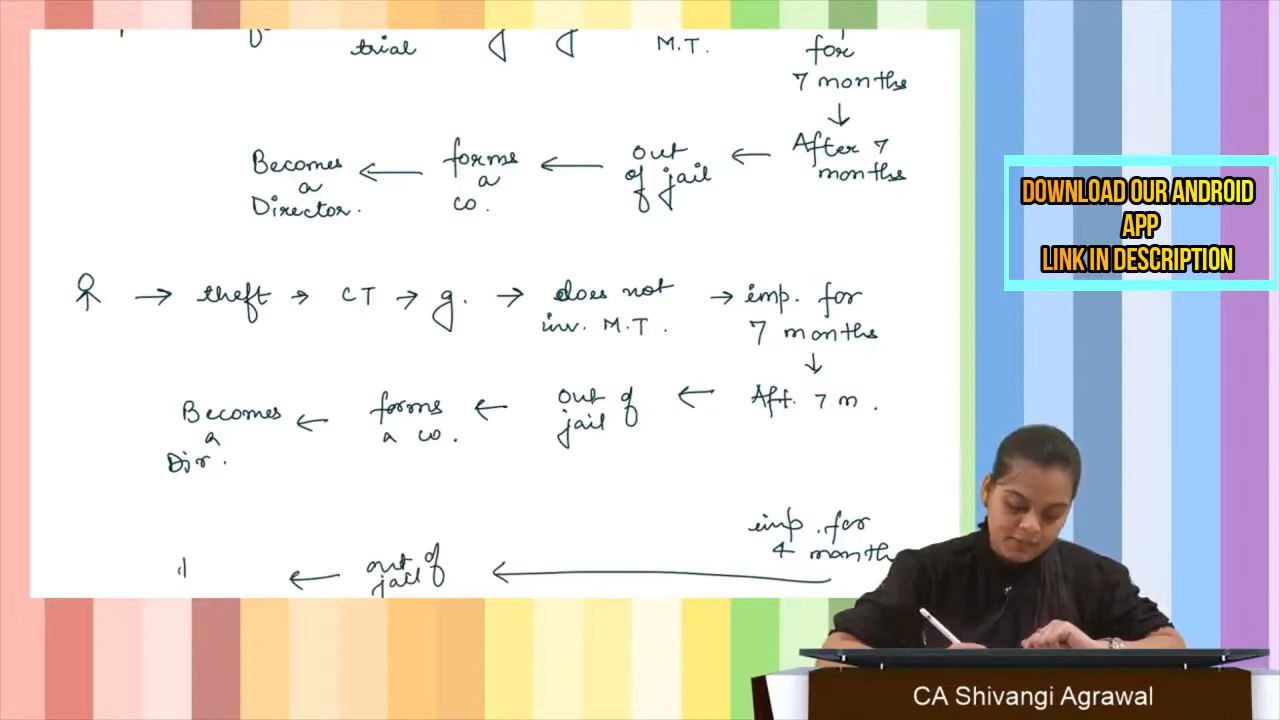 trial
M.T.
for
7 months
After 7
months
out
of jail
forms
a
co.
Becomes
a
Director.
theft → CT → g. → does not
inv. M.T.
→ imp. for
7 months
Aft. 7 m.
out of
jail
forms
a co.
Becomes
a
Dir.
imp. for
4 month
out of
jail
DOWNLOAD OUR ANDROID
APP
LINK IN DESCRIPTION
CA Shivangi Agrawal